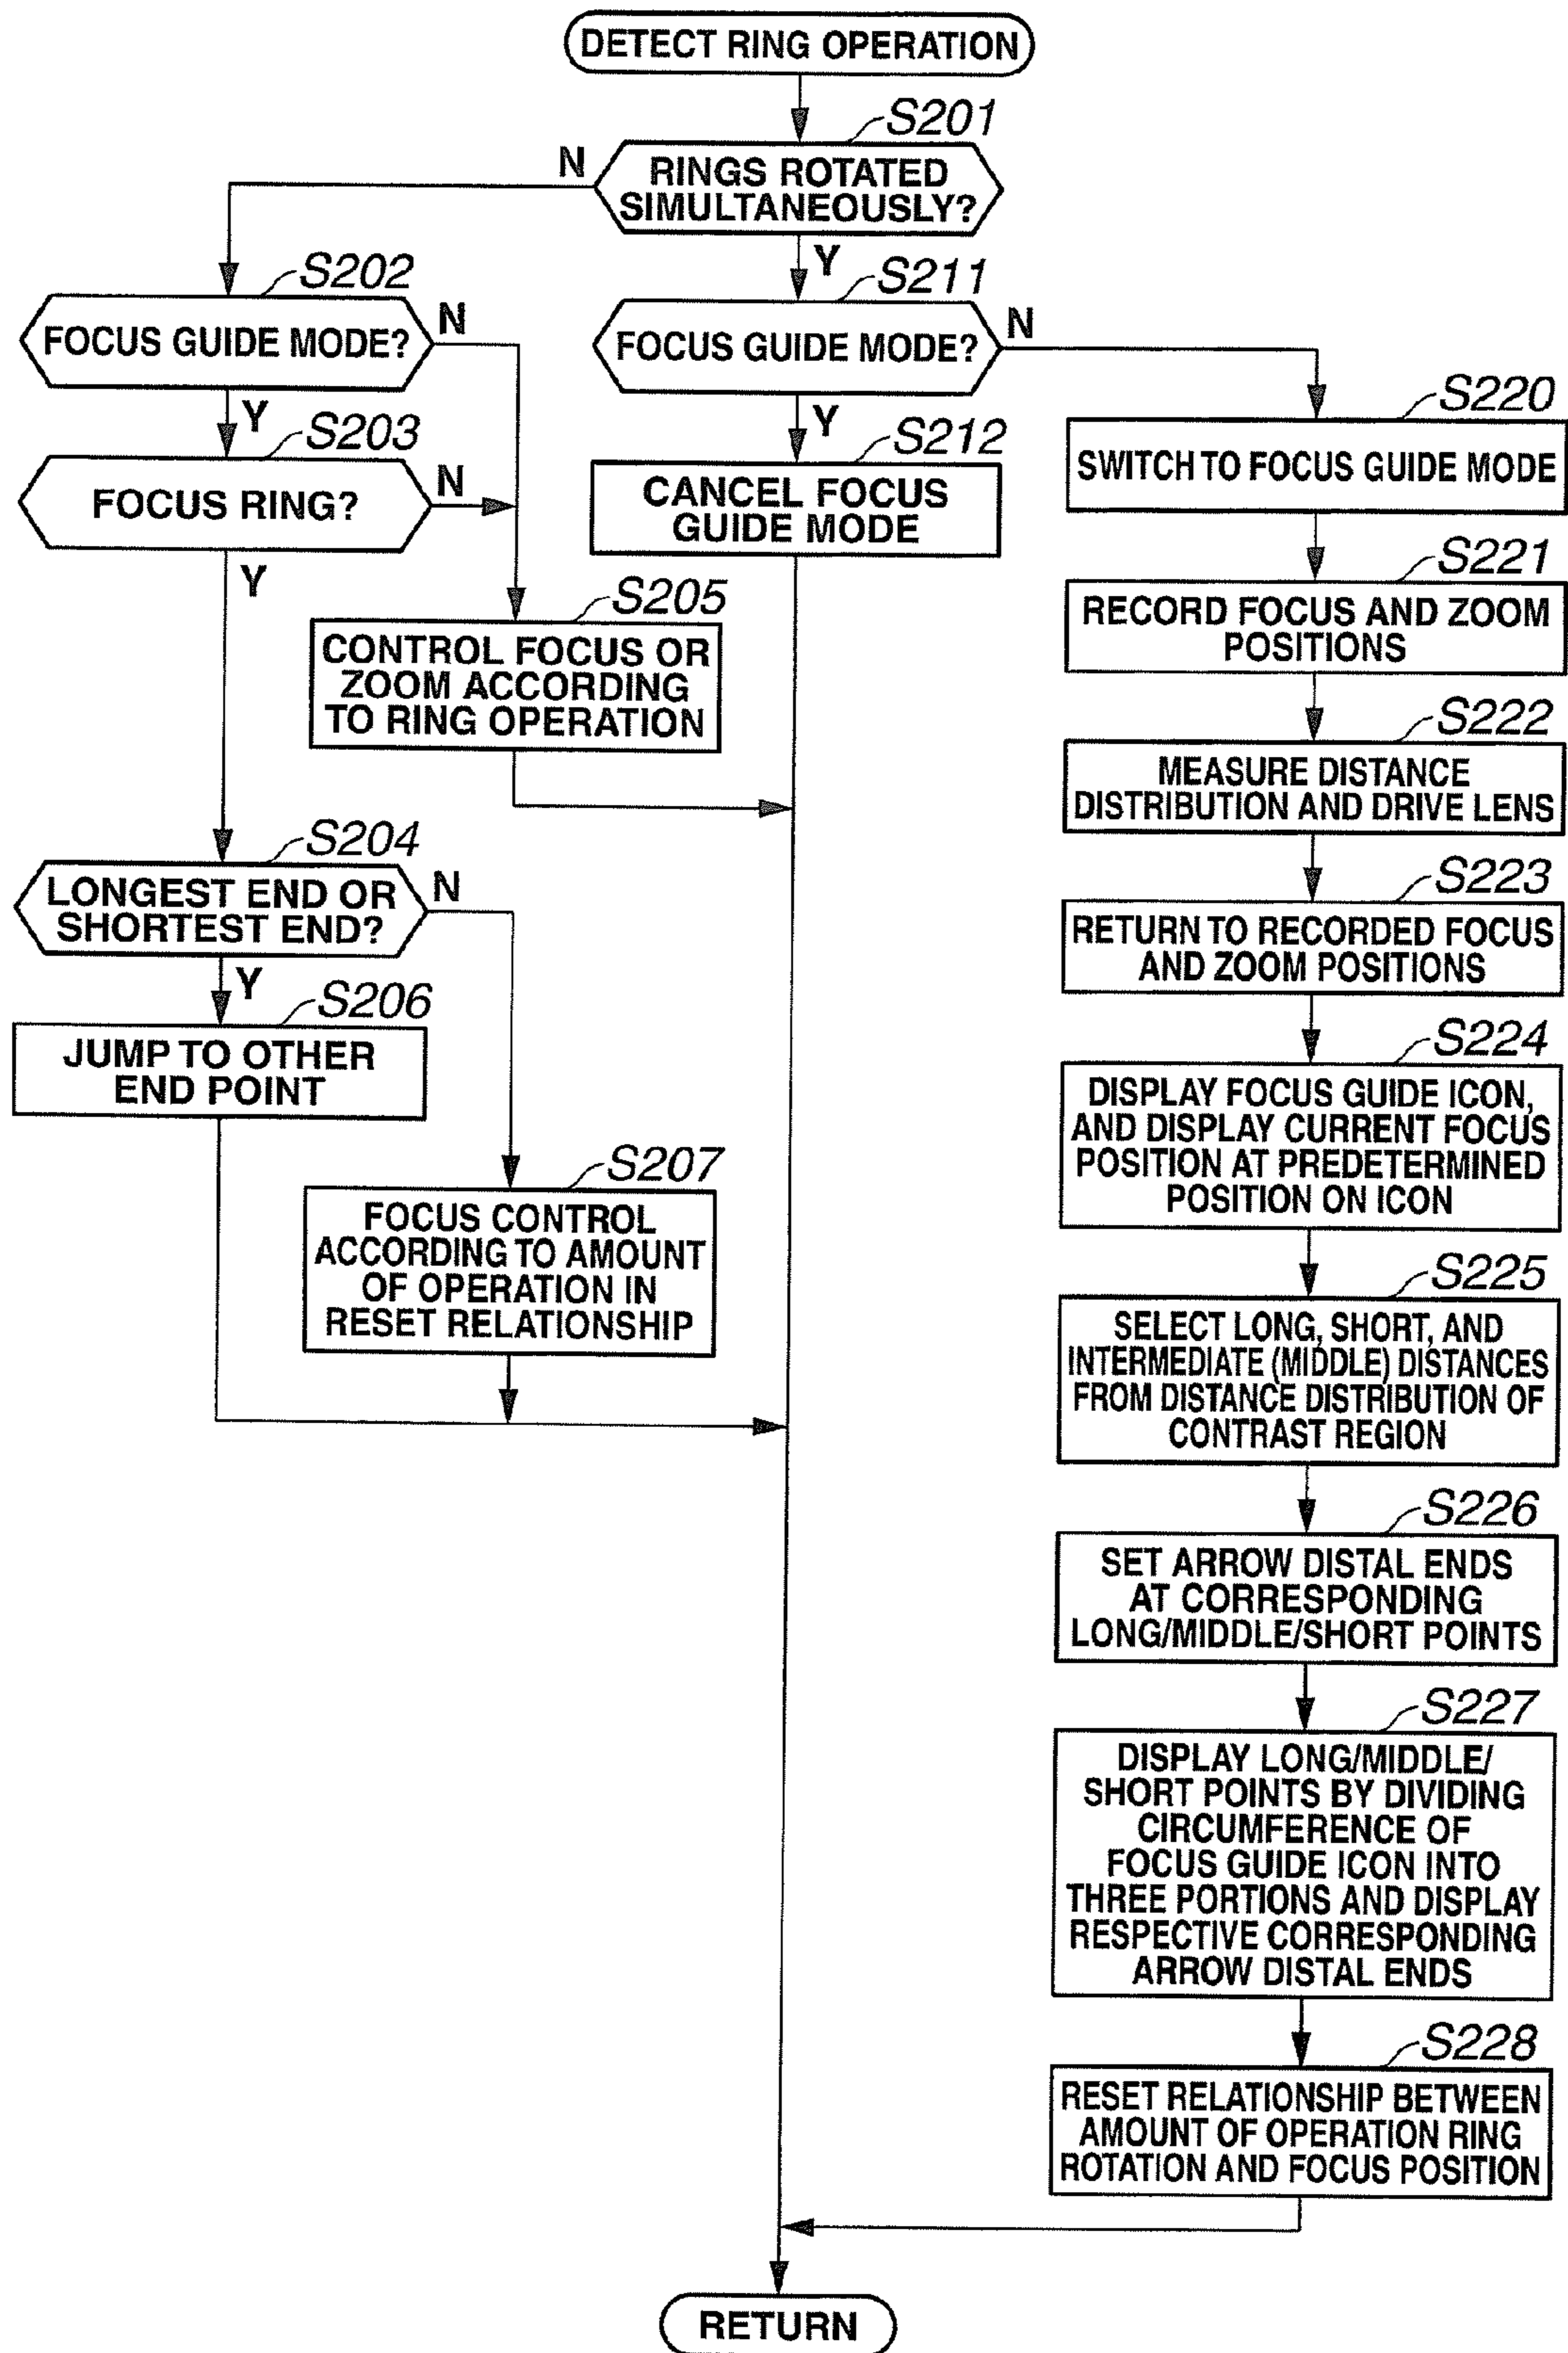 DETECT RING OPERATION
S201
RINGS ROTATED
SIMULTANEOUSLY?
N
Y
S202
FOCUS GUIDE MODE?
N
Y
S203
FOCUS RING?
N
Y
S205
CONTROL FOCUS OR
ZOOM ACCORDING
TO RING OPERATION
S204
LONGEST END OR
SHORTEST END?
N
Y
S206
JUMP TO OTHER
END POINT
S207
FOCUS CONTROL
ACCORDING TO AMOUNT
OF OPERATION IN
RESET RELATIONSHIP
S211
FOCUS GUIDE MODE?
N
Y
S212
CANCEL FOCUS
GUIDE MODE
S220
SWITCH TO FOCUS GUIDE MODE
S221
RECORD FOCUS AND ZOOM
POSITIONS
S222
MEASURE DISTANCE
DISTRIBUTION AND DRIVE LENS
S223
RETURN TO RECORDED FOCUS
AND ZOOM POSITIONS
S224
DISPLAY FOCUS GUIDE ICON,
AND DISPLAY CURRENT FOCUS
POSITION AT PREDETERMINED
POSITION ON ICON
S225
SELECT LONG, SHORT, AND
INTERMEDIATE (MIDDLE) DISTANCES
FROM DISTANCE DISTRIBUTION OF
CONTRAST REGION
S226
SET ARROW DISTAL ENDS
AT CORRESPONDING
LONG/MIDDLE/SHORT POINTS
S227
DISPLAY LONG/MIDDLE/
SHORT POINTS BY DIVIDING
CIRCUMFERENCE OF
FOCUS GUIDE ICON INTO
THREE PORTIONS AND DISPLAY
RESPECTIVE CORRESPONDING
ARROW DISTAL ENDS
S228
RESET RELATIONSHIP BETWEEN
AMOUNT OF OPERATION RING
ROTATION AND FOCUS POSITION
RETURN